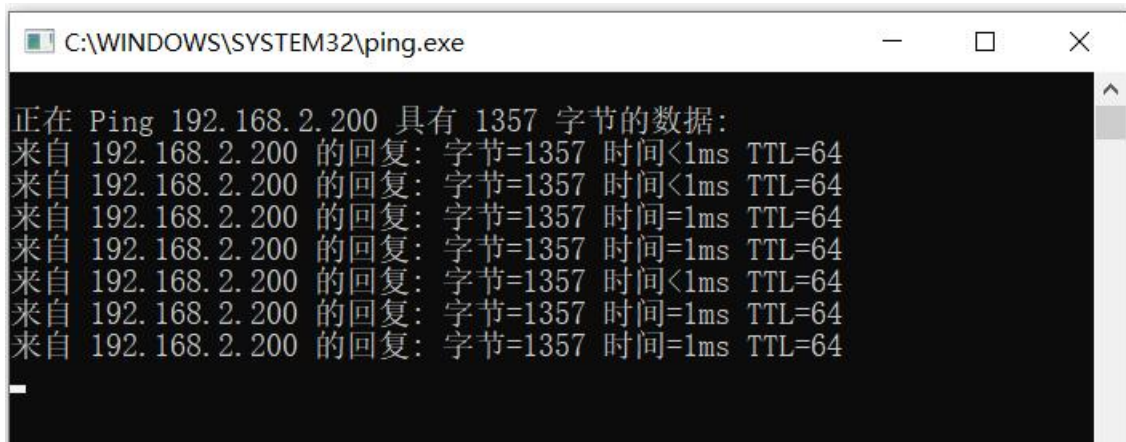 C:\WINDOWS\SYSTEM32\ping.exe
正在 Ping 192.168.2.200 具有 1357 字节的数据:
来自 192.168.2.200 的回复: 字节=1357 时间<1ms TTL=64
来自 192.168.2.200 的回复: 字节=1357 时间<1ms TTL=64
来自 192.168.2.200 的回复: 字节=1357 时间=1ms TTL=64
来自 192.168.2.200 的回复: 字节=1357 时间=1ms TTL=64
来自 192.168.2.200 的回复: 字节=1357 时间<1ms TTL=64
来自 192.168.2.200 的回复: 字节=1357 时间=1ms TTL=64
来自 192.168.2.200 的回复: 字节=1357 时间=1ms TTL=64